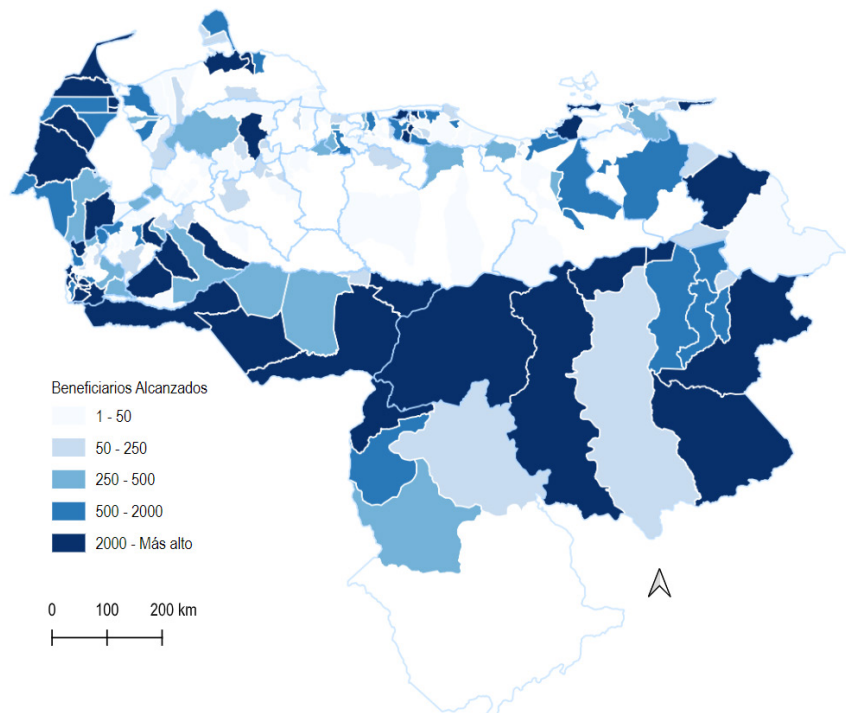 Beneficiarios Alcanzados
1 - 50
50 - 250
250 - 500
500 - 2000
2000 - Más alto
0 100 200 km